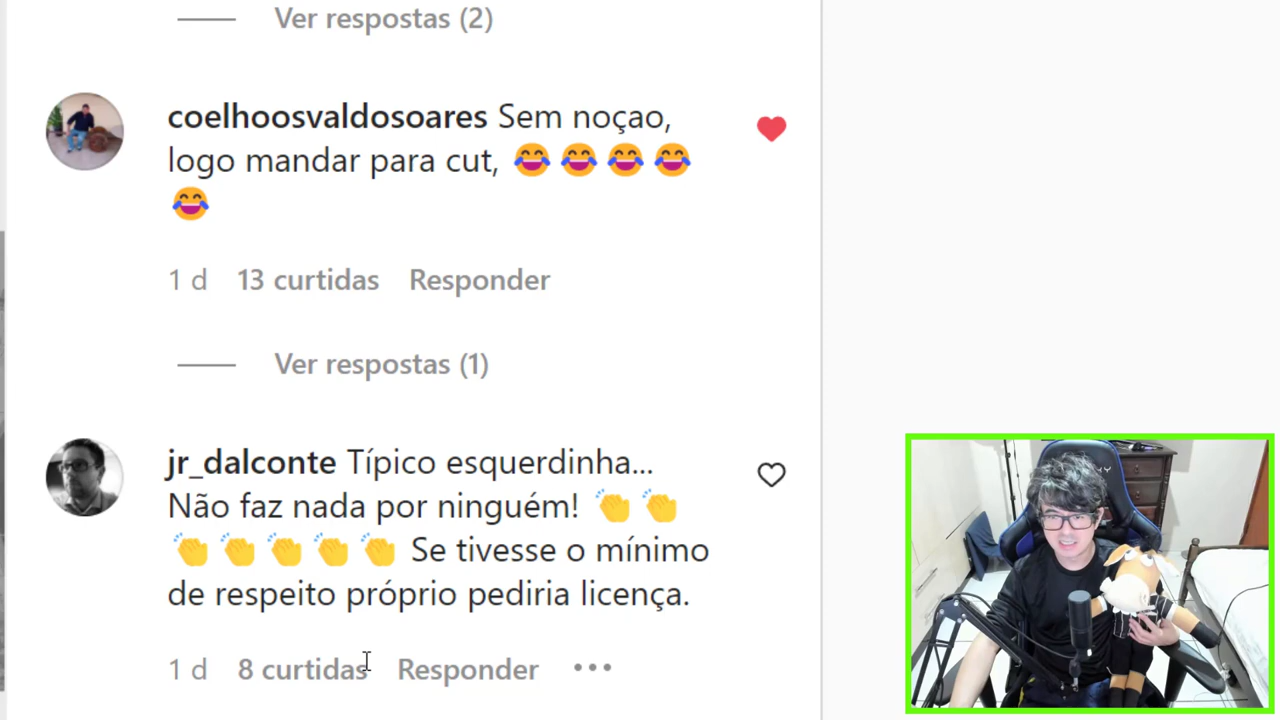 Ver respostas (2)
coelhoosvaldosoares Sem noçao,
logo mandar para cut, 😂😂😂😂
😂
1 d 13 curtidas Responder
Ver respostas (1)
jr_dalconte Típico esquerdinha...
Não faz nada por ninguém! 👏👏
👏👏👏👏👏 Se tivesse o mínimo
de respeito próprio pediria licença.
1 d 8 curtidas Responder •••